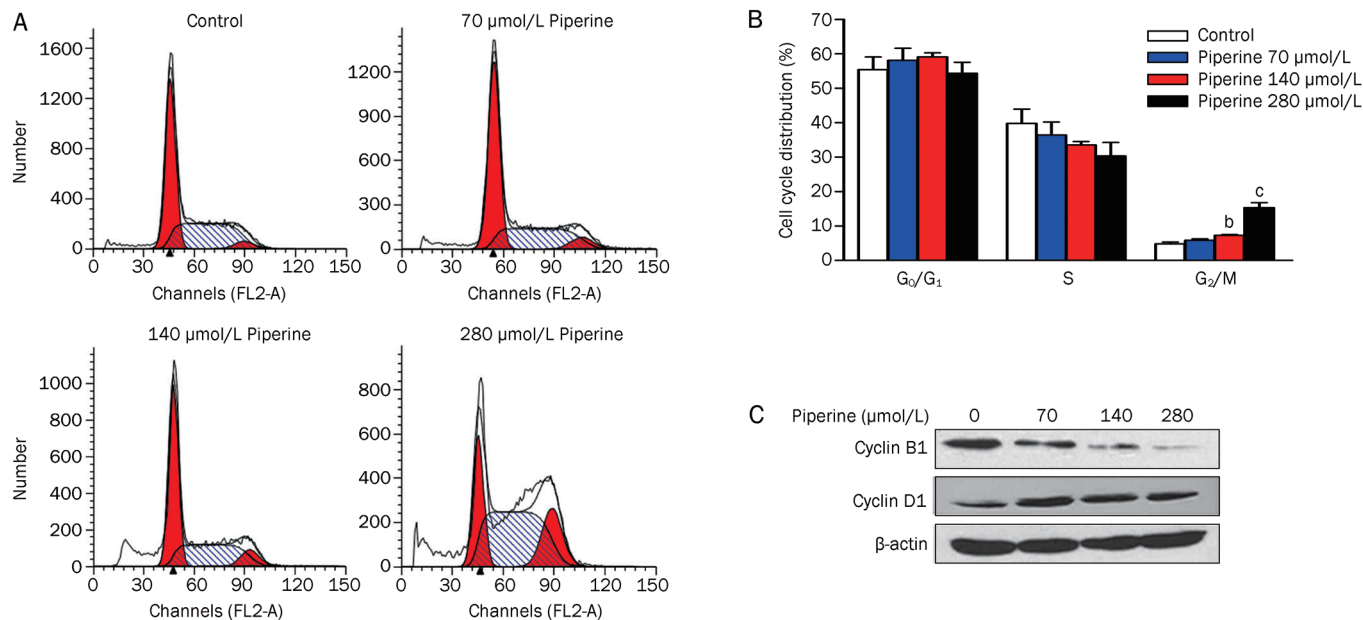 A
Control
Number
1600
1200
800
400
0
0 30 60 90 120 150
Channels (FL2-A)
70 µmol/L Piperine
1200
900
600
300
0
0 30 60 90 120 150
Channels (FL2-A)
140 µmol/L Piperine
Number
1000
800
600
400
200
0
0 30 60 90 120 150
Channels (FL2-A)
280 µmol/L Piperine
800
600
400
200
0
0 30 60 90 120 150
Channels (FL2-A)
B
Cell cycle distribution (%)
70
60
50
40
30
20
10
0
Control
Piperine 70 µmol/L
Piperine 140 µmol/L
Piperine 280 µmol/L
b
c
G₀/G₁ S G₂/M
C
Piperine (µmol/L) 0 70 140 280
Cyclin B1
Cyclin D1
β-actin